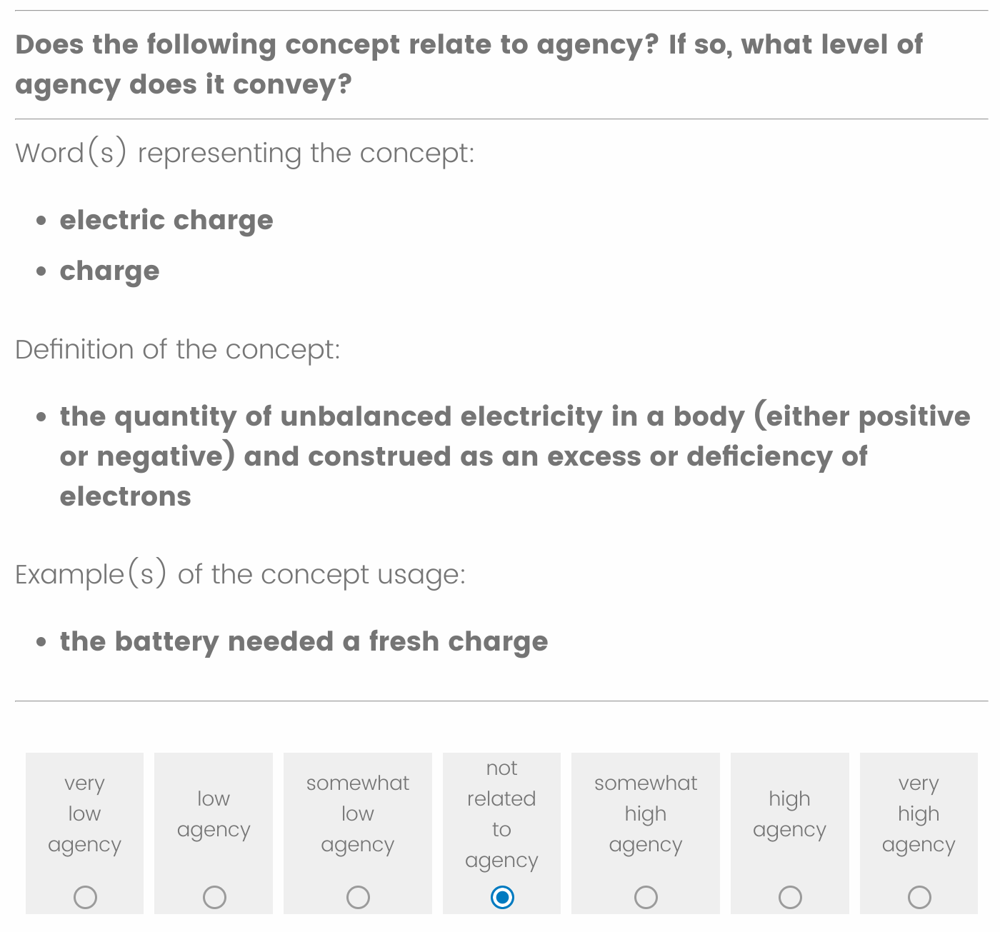 Does the following concept relate to agency? If so, what level of
agency does it convey?
Word(s) representing the concept:
• electric charge
• charge
Definition of the concept:
• the quantity of unbalanced electricity in a body (either positive
or negative) and construed as an excess or deficiency of
electrons
Example(s) of the concept usage:
• the battery needed a fresh charge
very
low
agency
low
agency
somewhat
low
agency
not
related
to
agency
somewhat
high
agency
high
agency
very
high
agency